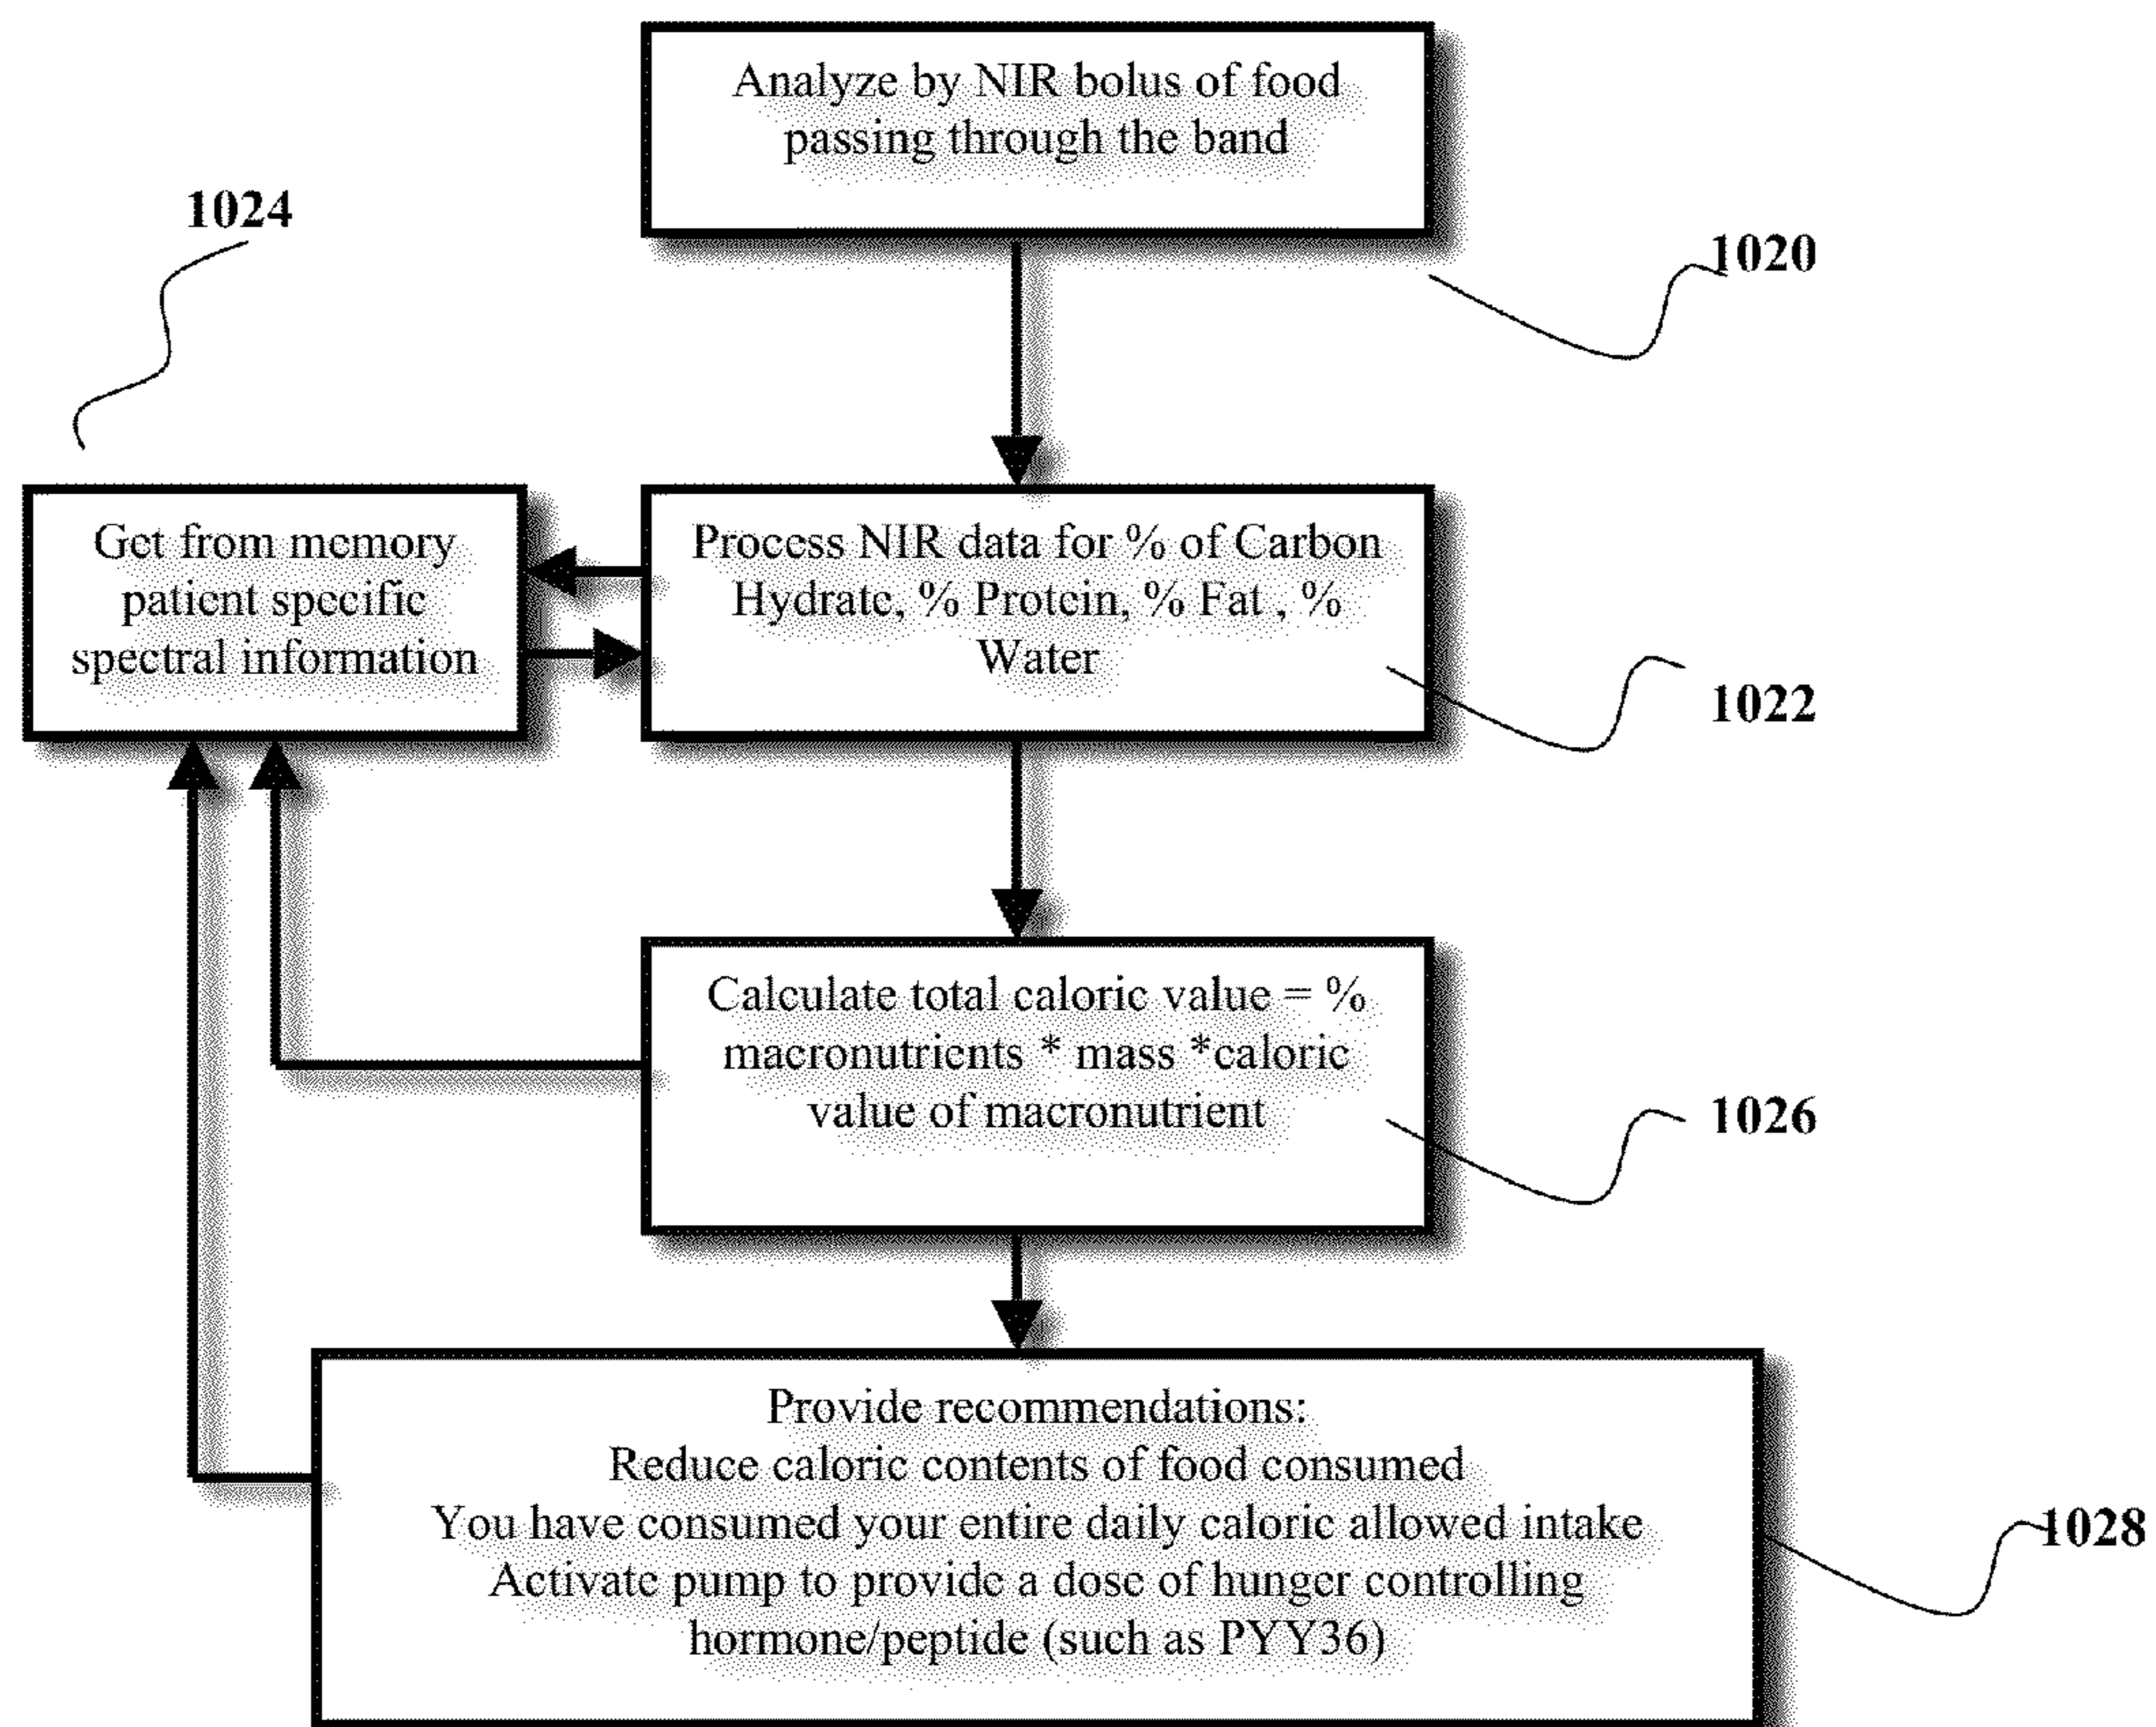 Analyze by NIR bolus of food
passing through the band
1024
1020
Get from memory
patient specific
spectral information
Process NIR data for % of Carbon
Hydrate, % Protein, % Fat , %
Water
1022
Calculate total caloric value = %
macronutrients * mass *caloric
value of macronutrient
1026
Provide recommendations:
Reduce caloric contents of food consumed
You have consumed your entire daily caloric allowed intake
Activate pump to provide a dose of hunger controlling
hormone/peptide (such as PYY36)
1028